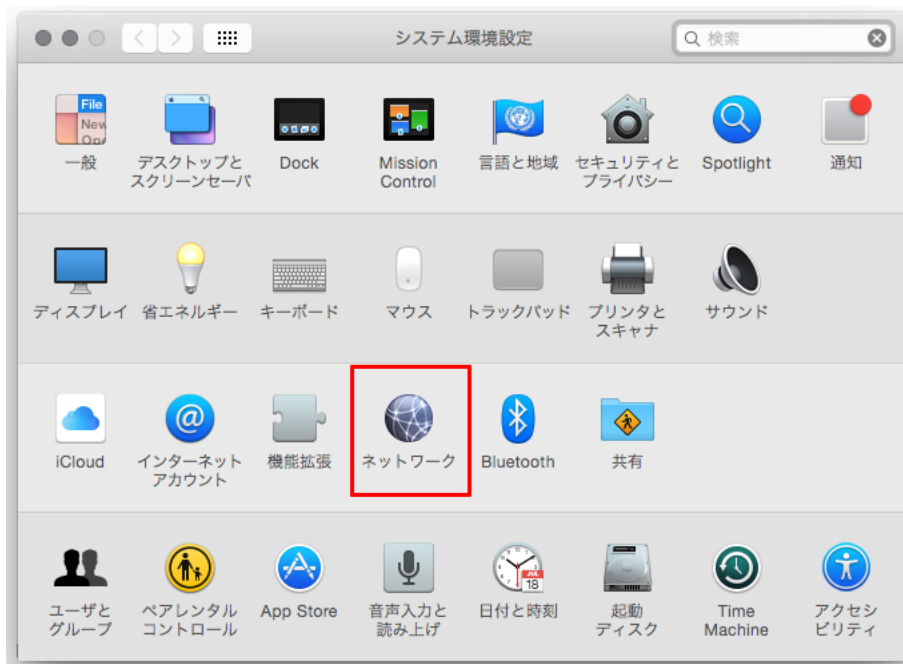 システム環境設定
検索
File
New
Ope
一般
デスクトップと
スクリーンセーバ
Dock
Mission
Control
言語と地域
セキュリティと
プライバシー
Spotlight
通知
ディスプレイ
省エネルギー
キーボード
マウス
トラックパッド
プリンタと
スキャナ
サウンド
iCloud
@
インターネット
アカウント
機能拡張
ネットワーク
Bluetooth
共有
ユーザと
グループ
ペアレンタル
コントロール
App Store
音声入力と
読み上げ
JUL
18
日付と時刻
起動
ディスク
Time
Machine
アクセシ
ビリティ